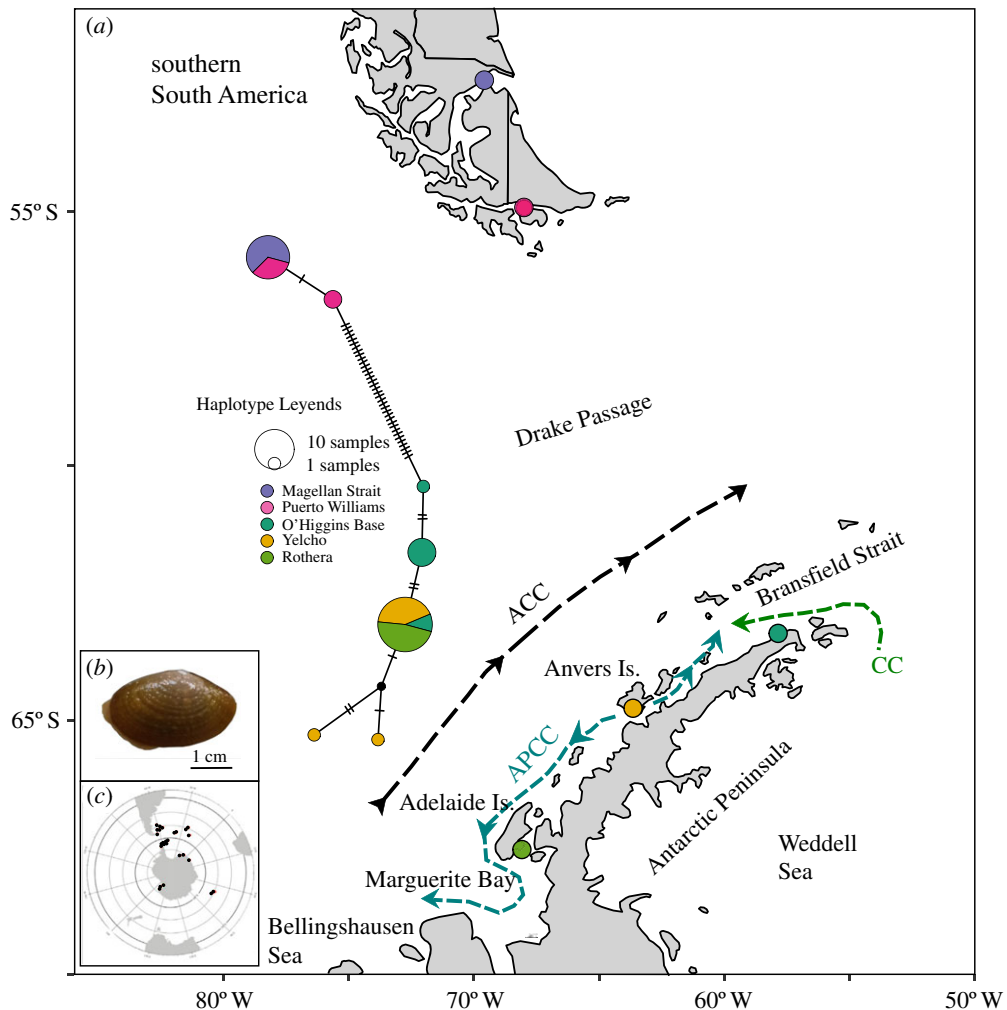 (a)
southern
South America
55° S
65° S
Haplotype Leyends
10 samples
1 samples
Magellan Strait
Puerto Williams
O'Higgins Base
Yelcho
Rothera
Drake Passage
ACC
Bransfield Strait
CC
Anvers Is.
APCC
Adelaide Is.
Antarctic Peninsula
Weddell
Sea
Marguerite Bay
Bellingshausen
Sea
(b)
1 cm
(c)
80° W
70° W
60° W
50° W